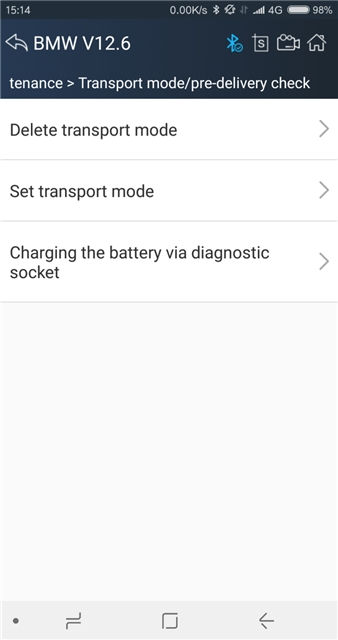 15:14 0.00K/s 4G 98%
BMW V12.6 S
tenance > Transport mode/pre-delivery check
Delete transport mode
Set transport mode
Charging the battery via diagnostic
socket